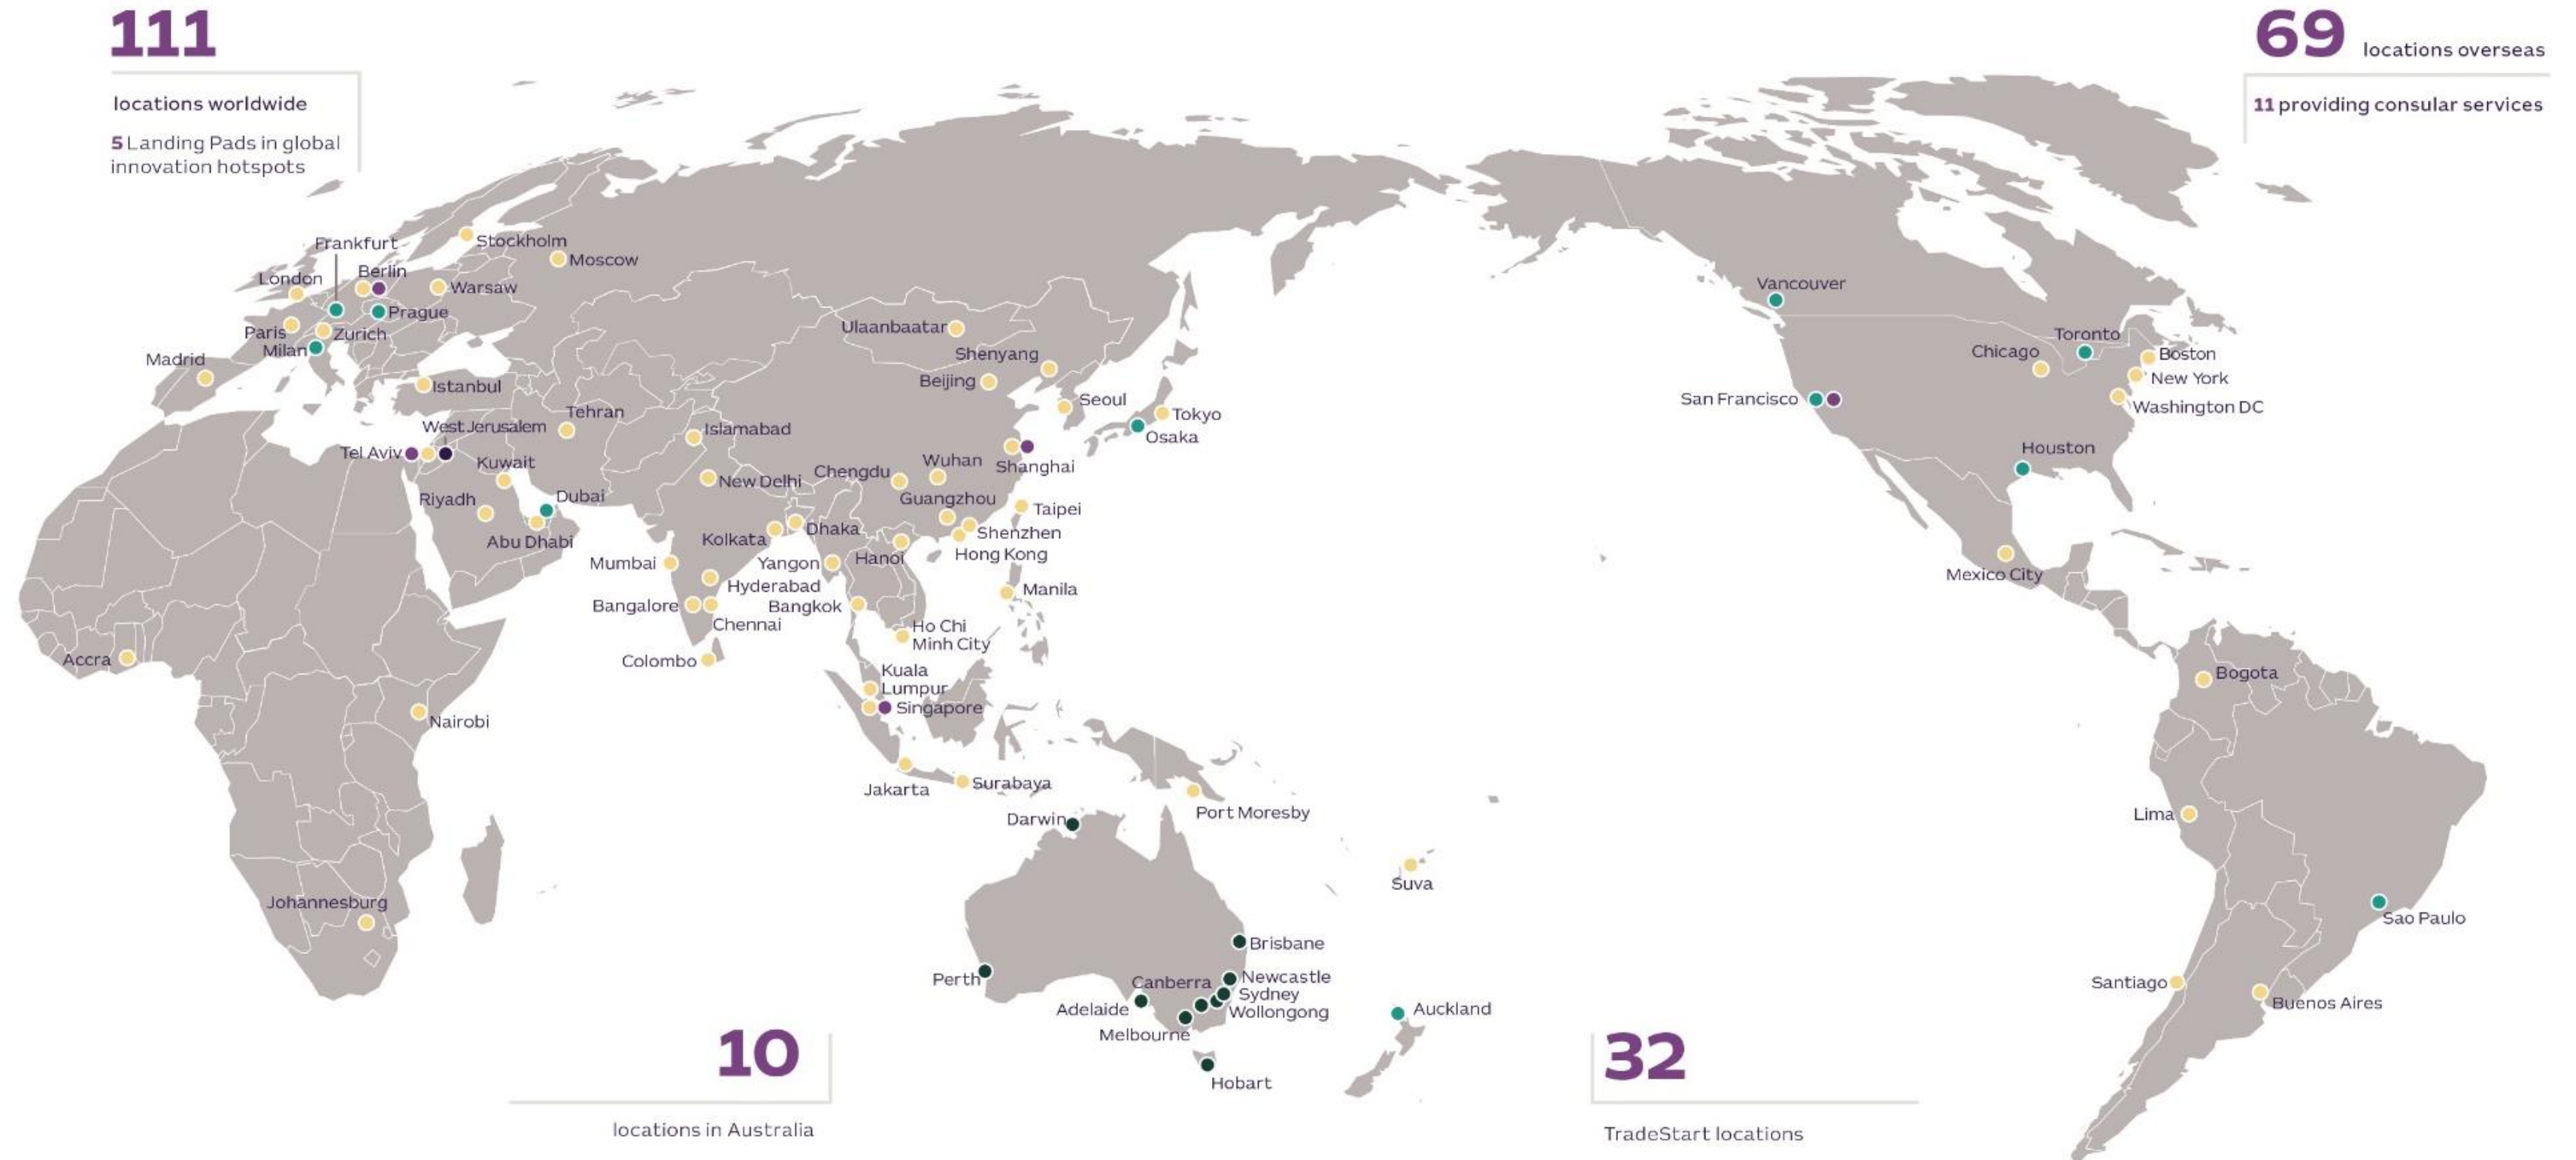 111
locations worldwide
5 Landing Pads in global
innovation hotspots
69 locations overseas
11 providing consular services
Stockholm
Frankfurt
Moscow
Berlin
London
Warsaw
Prague
Paris
Zurich
Milan
Madrid
Istanbul
Tehran
West Jerusalem
Islamabad
Tel Aviv
Kuwait
New Delhi
Riyadh
Dubai
Abu Dhabi
Ulaanbaatar
Shenyang
Beijing
Seoul
Tokyo
Osaka
Wuhan
Shanghai
Chengdu
Guangzhou
Taipei
Shenzhen
Hong Kong
Dhaka
Kolkata
Hanoi
Mumbai
Yangon
Hyderabad
Manila
Bangalore
Bangkok
Chennai
Ho Chi
Minh City
Colombo
Kuala
Lumpur
Singapore
Accra
Nairobi
Jakarta
Surabaya
Port Moresby
Darwin
Suva
Johannesburg
Brisbane
Perth
Canberra
Newcastle
Sydney
Adelaide
Wollongong
Melbourne
Auckland
Hobart
Vancouver
Toronto
Chicago
Boston
New York
San Francisco
Washington DC
Houston
Mexico City
Bogota
Lima
Sao Paulo
Santiago
Buenos Aires
10
locations in Australia
32
TradeStart locations